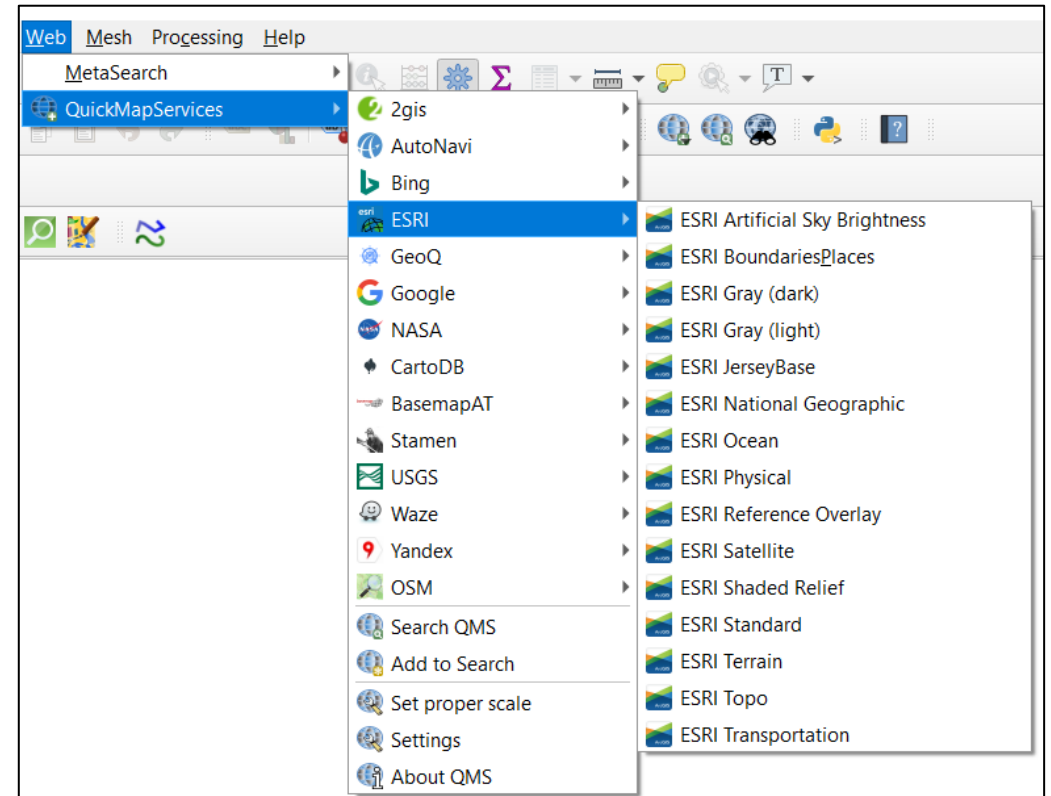 Web Mesh Processing Help
MetaSearch
QuickMapServices
2gis
AutoNavi
Bing
ESRI
GeoQ
Google
NASA
CartoDB
BasemapAT
Stamen
USGS
Waze
Yandex
OSM
Search QMS
Add to Search
Set proper scale
Settings
About QMS
ESRI Artificial Sky Brightness
ESRI BoundariesPlaces
ESRI Gray (dark)
ESRI Gray (light)
ESRI JerseyBase
ESRI National Geographic
ESRI Ocean
ESRI Physical
ESRI Reference Overlay
ESRI Satellite
ESRI Shaded Relief
ESRI Standard
ESRI Terrain
ESRI Topo
ESRI Transportation